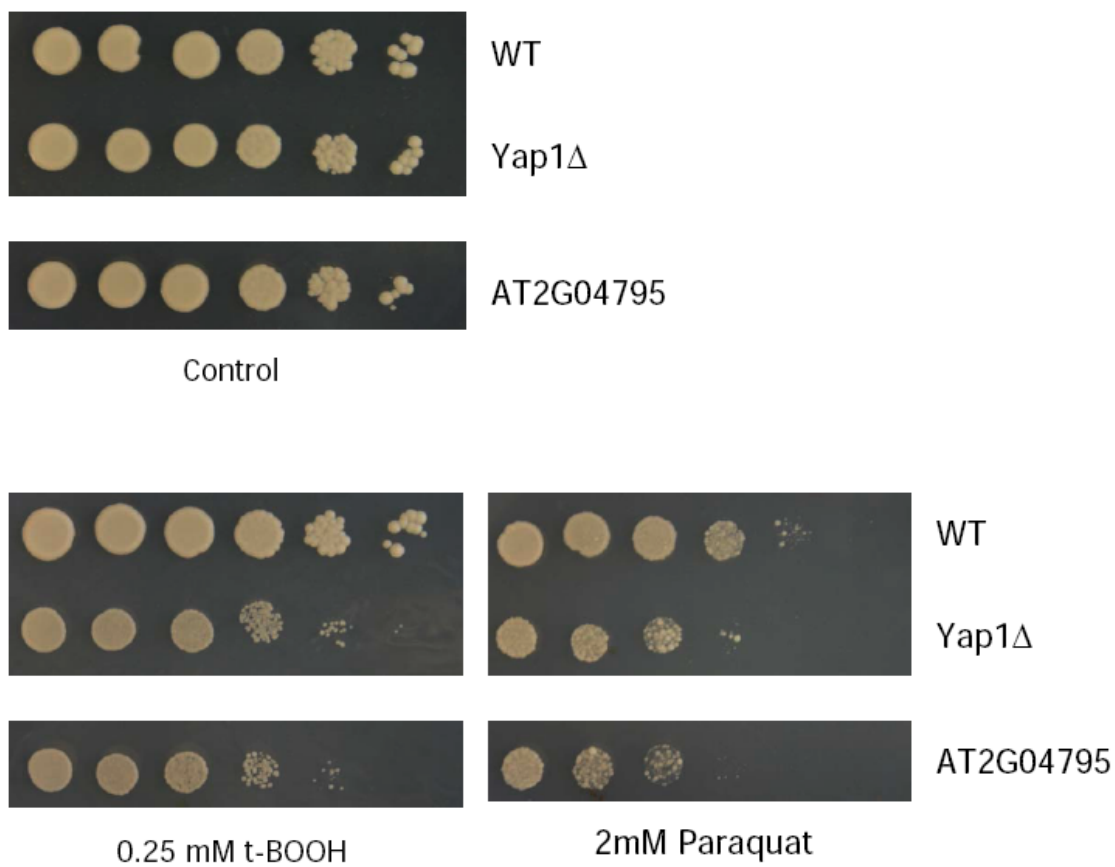 WT
Yap1Δ
AT2G04795
Control
WT
Yap1Δ
AT2G04795
0.25 mM t-BOOH
2mM Paraquat